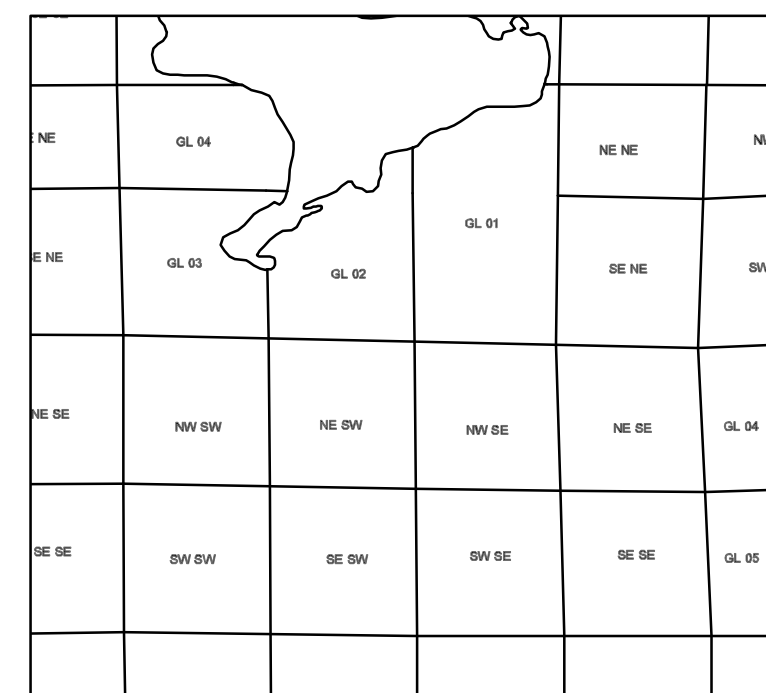 NE
GL 04
NE NE
E NE
GL 03
GL 02
GL 01
SE NE
SW
NE SE
NW SW
NE SW
NW SE
NE SE
GL 04
SE SE
SW SW
SE SW
SW SE
SE SE
GL 05